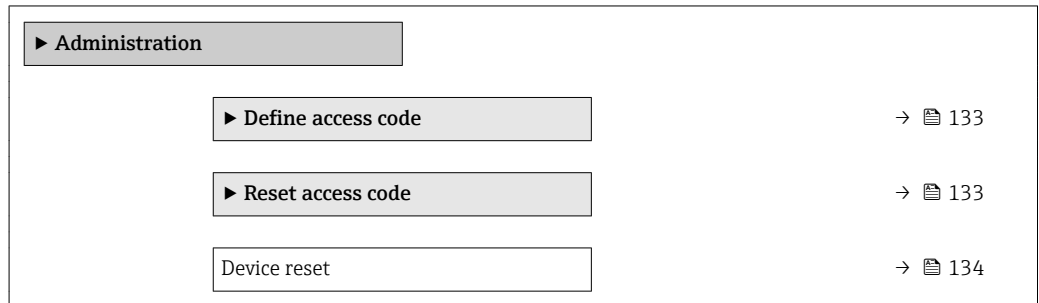 ▶ Administration
▶ Define access code → 133
▶ Reset access code → 133
Device reset → 134